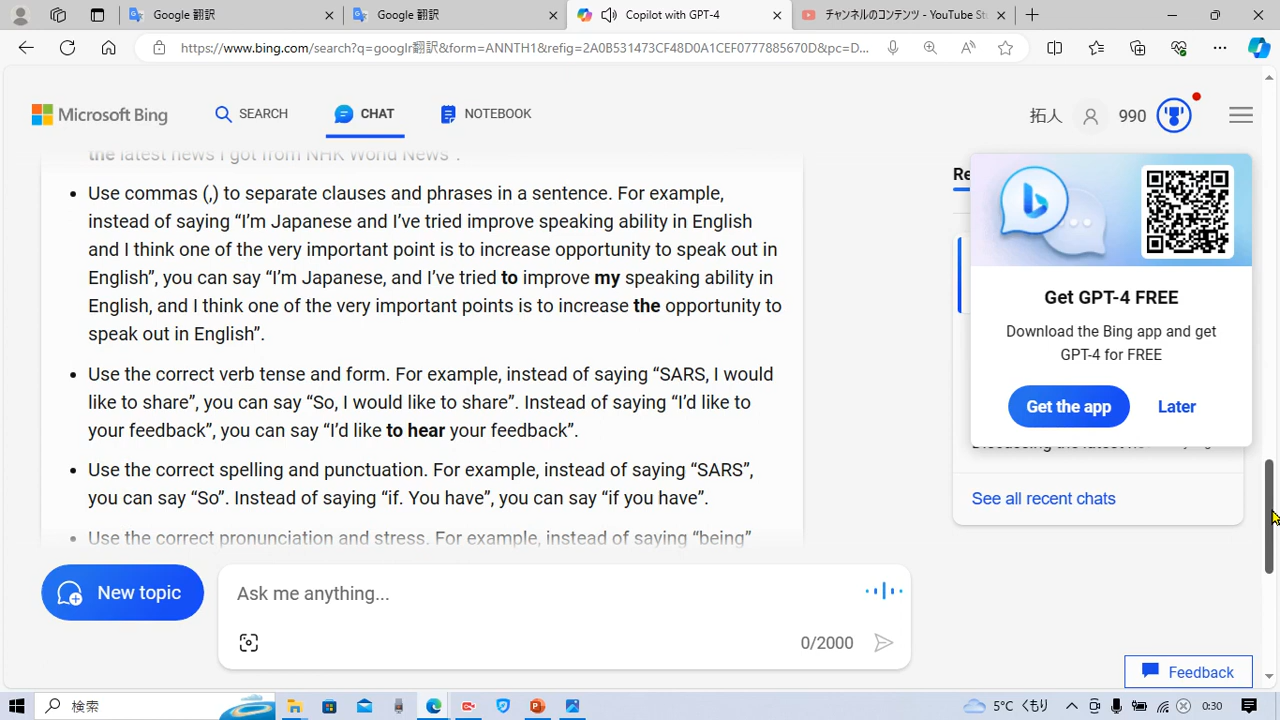 Google 翻訳
Google 翻訳
Copilot with GPT-4
チャンネルのコンテンツ - YouTube St
https://www.bing.com/search?q=googlr翻訳&form=ANNTH1&refig=2A0B531473CF48D0A1CEF0777885670D&pc=D...
Microsoft Bing
SEARCH
CHAT
NOTEBOOK
拓人
990
the latest news I got from NHK World News".
• Use commas (,) to separate clauses and phrases in a sentence. For example,
instead of saying “I’m Japanese and I’ve tried improve speaking ability in English
and I think one of the very important point is to increase opportunity to speak out in
English”, you can say “I’m Japanese, and I’ve tried to improve my speaking ability in
English, and I think one of the very important points is to increase the opportunity to
speak out in English”.
• Use the correct verb tense and form. For example, instead of saying “SARS, I would
like to share”, you can say “So, I would like to share”. Instead of saying “I’d like to
your feedback”, you can say “I’d like to hear your feedback”.
• Use the correct spelling and punctuation. For example, instead of saying “SARS”,
you can say “So”. Instead of saying “if. You have”, you can say “if you have”.
• Use the correct pronunciation and stress. For example, instead of saying “being”
Re
Get GPT-4 FREE
Download the Bing app and get
GPT-4 for FREE
Get the app
Later
See all recent chats
New topic
Ask me anything...
0/2000
Feedback
検索
5°C くもり
0:30